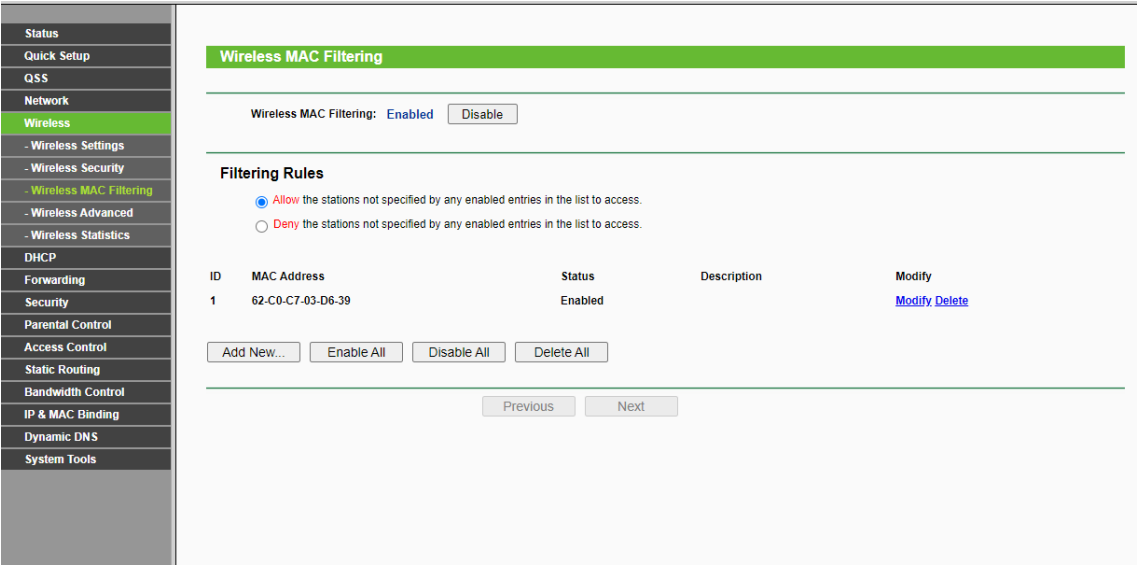 Status
Quick Setup
QSS
Network
Wireless
- Wireless Settings
- Wireless Security
- Wireless MAC Filtering
- Wireless Advanced
- Wireless Statistics
DHCP
Forwarding
Security
Parental Control
Access Control
Static Routing
Bandwidth Control
IP & MAC Binding
Dynamic DNS
System Tools
Wireless MAC Filtering
Wireless MAC Filtering: Enabled Disable
Filtering Rules
Allow the stations not specified by any enabled entries in the list to access.
Deny the stations not specified by any enabled entries in the list to access.
ID MAC Address Status Description Modify
1 62-C0-C7-03-D6-39 Enabled Modify Delete
Add New... Enable All Disable All Delete All
Previous Next